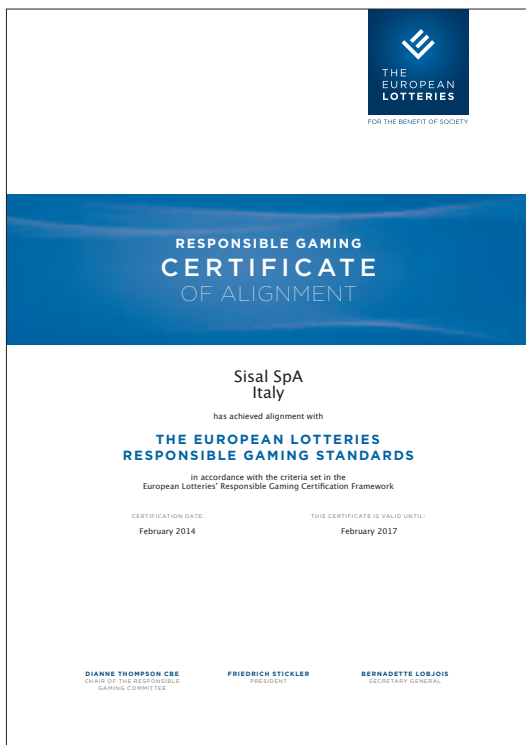 THE
EUROPEAN
LOTTERIES
FOR THE BENEFIT OF SOCIETY
RESPONSIBLE GAMING
CERTIFICATE
OF ALIGNMENT
Sisal SpA
Italy
has achieved alignment with
THE EUROPEAN LOTTERIES
RESPONSIBLE GAMING STANDARDS
in accordance with the criteria set in the
European Lotteries' Responsible Gaming Certification Framework
CERTIFICATION DATE:
February 2014
THIS CERTIFICATE IS VALID UNTIL:
February 2017
DIANNE THOMPSON CBE
CHAIR OF THE RESPONSIBLE
GAMING COMMITTEE
FRIEDRICH STICKLER
PRESIDENT
BERNADETTE LOBJOIS
SECRETARY GENERAL